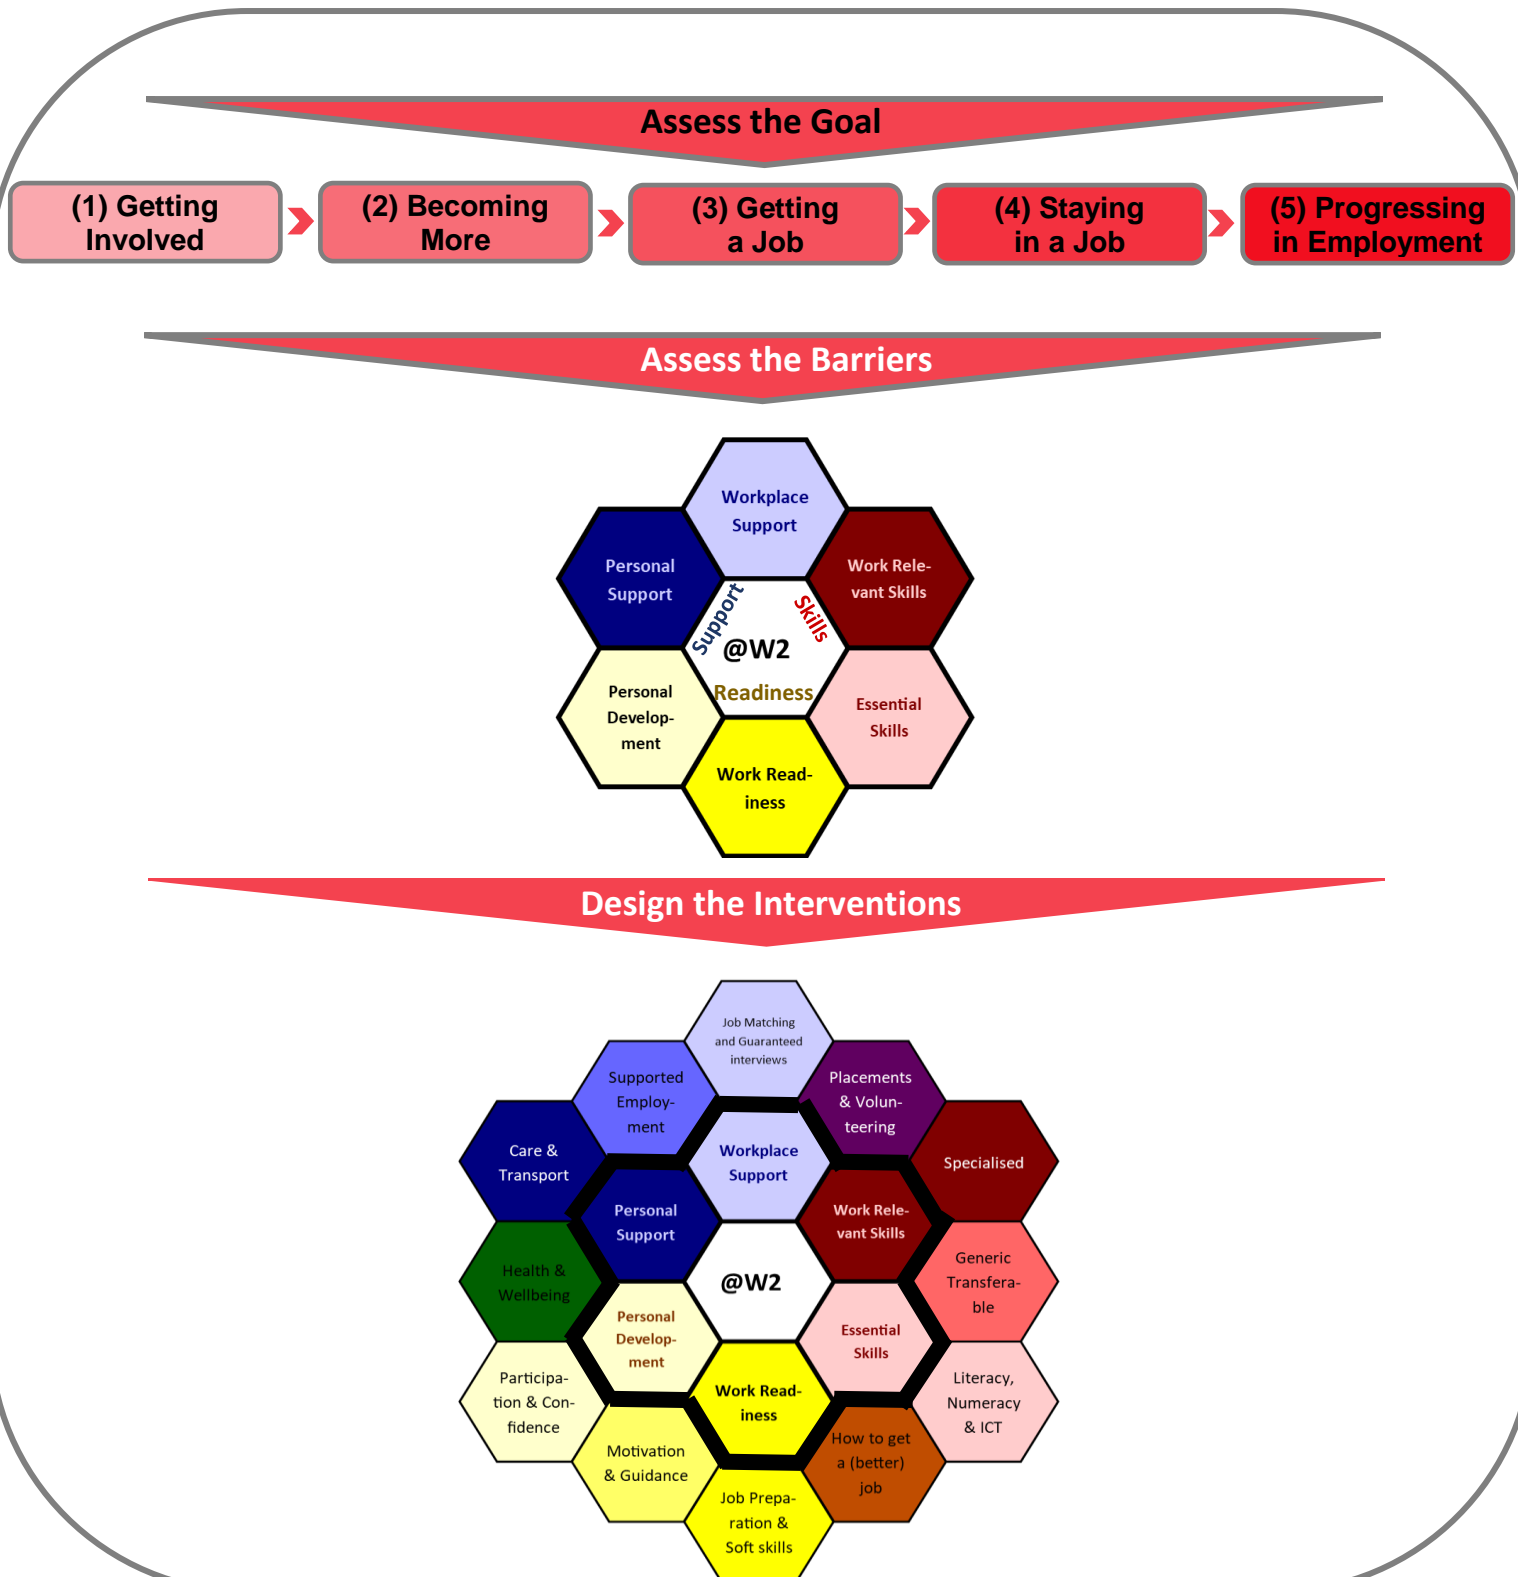 Assess the Goal
(1) Getting
Involved
(2) Becoming
More
(3) Getting
a Job
(4) Staying
in a Job
(5) Progressing
in Employment
Assess the Barriers
Workplace
Support
Personal
Support
Work Rele-
vant Skills
Support
Skills
@W2
Readiness
Personal
Develop-
ment
Essential
Skills
Work Read-
iness
Design the Interventions
Job Matching
and Guaranteed
interviews
Supported
Employ-
ment
Placements
& Volun-
teering
Care &
Transport
Workplace
Support
Specialised
Personal
Support
Work Rele-
vant Skills
Health &
Wellbeing
@W2
Generic
Transfera-
ble
Personal
Develop-
ment
Essential
Skills
Participa-
tion & Con-
fidence
Work Read-
iness
Literacy,
Numeracy
& ICT
Motivation
& Guidance
How to get
a (better)
job
Job Prepa-
ration &
Soft skills